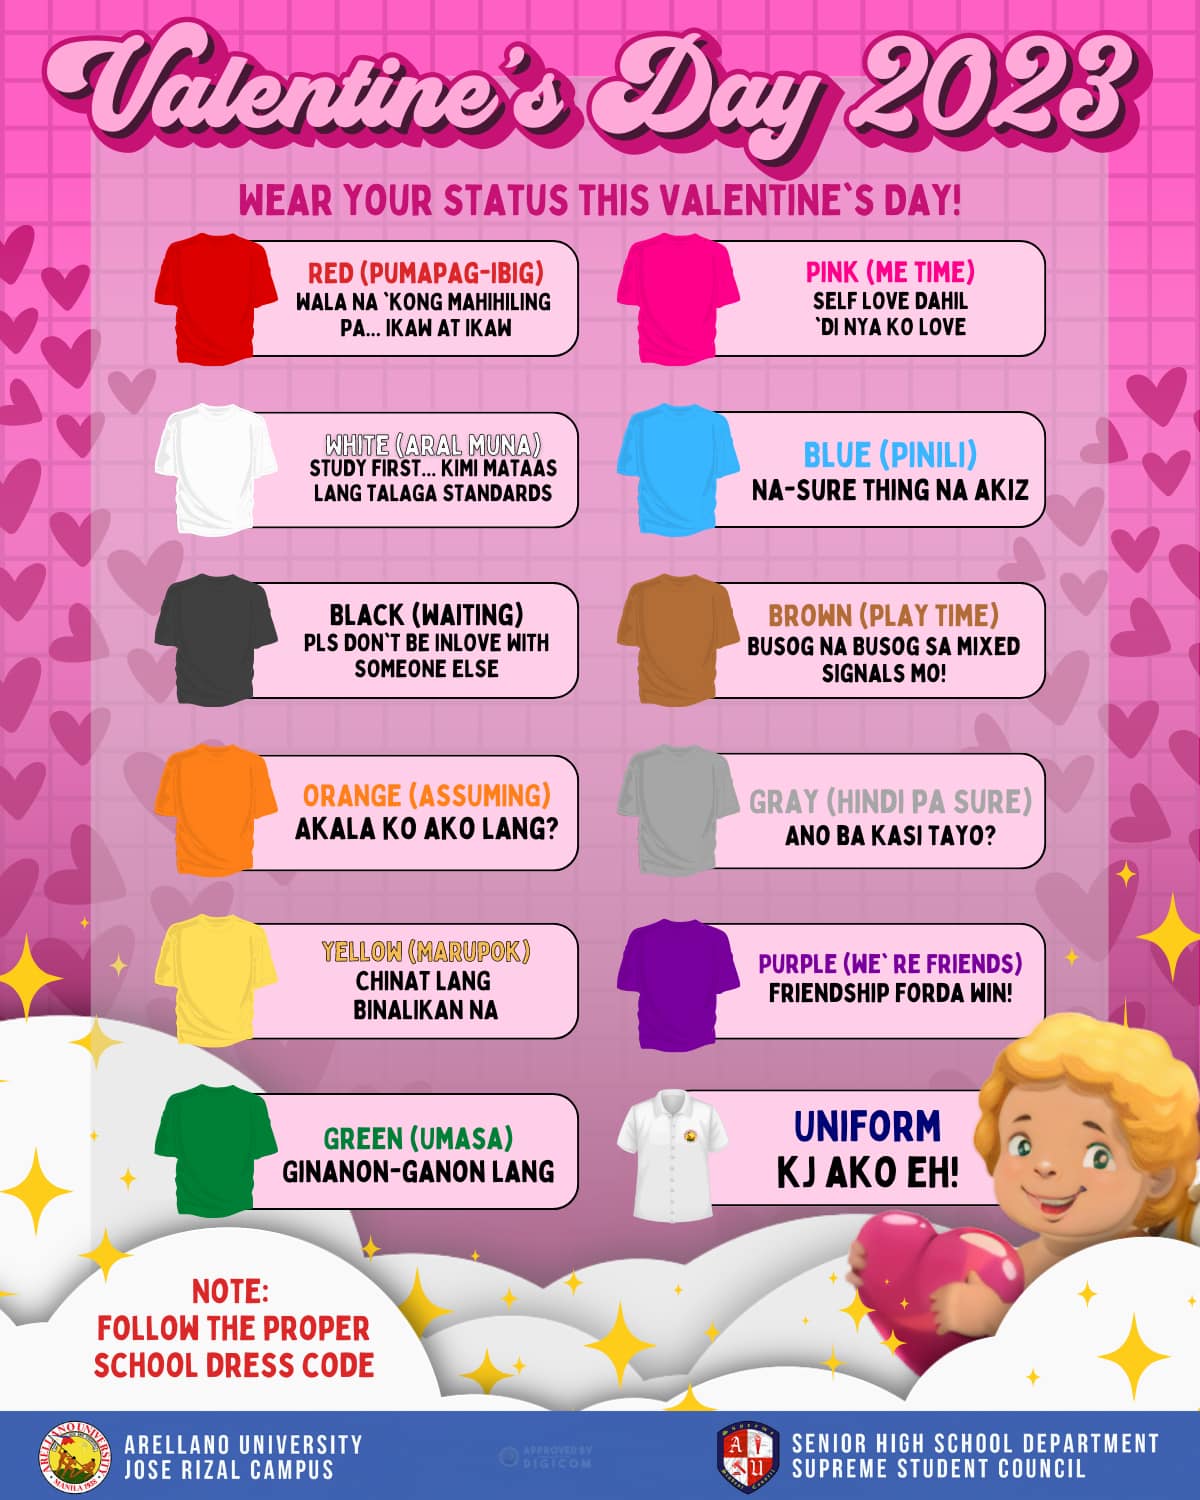 Valentine's Day 2023
WEAR YOUR STATUS THIS VALENTINE`S DAY!
RED (PUMAPAG-IBIG)
WALA NA `KONG MAHIHILING
PA... IKAW AT IKAW
PINK (ME TIME)
SELF LOVE DAHIL
`DI NYA KO LOVE
WHITE (ARAL MUNA)
STUDY FIRST... KIMI MATAAS
LANG TALAGA STANDARDS
BLUE (PINILI)
NA-SURE THING NA AKIZ
BLACK (WAITING)
PLS DON`T BE INLOVE WITH
SOMEONE ELSE
BROWN (PLAY TIME)
BUSOG NA BUSOG SA MIXED
SIGNALS MO!
ORANGE (ASSUMING)
AKALA KO AKO LANG?
GRAY (HINDI PA SURE)
ANO BA KASI TAYO?
YELLOW (MARUPOK)
CHINAT LANG
BINALIKAN NA
PURPLE (WE` RE FRIENDS)
FRIENDSHIP FORDA WIN!
GREEN (UMASA)
GINANON-GANON LANG
UNIFORM
KJ AKO EH!
NOTE:
FOLLOW THE PROPER
SCHOOL DRESS CODE
ARELLANO UNIVERSITY
MANILA 1938
ARELLANO UNIVERSITY
JOSE RIZAL CAMPUS
APPROVED BY
DIGICOM
A U
SENIOR HIGH SCHOOL DEPARTMENT
SUPREME STUDENT COUNCIL